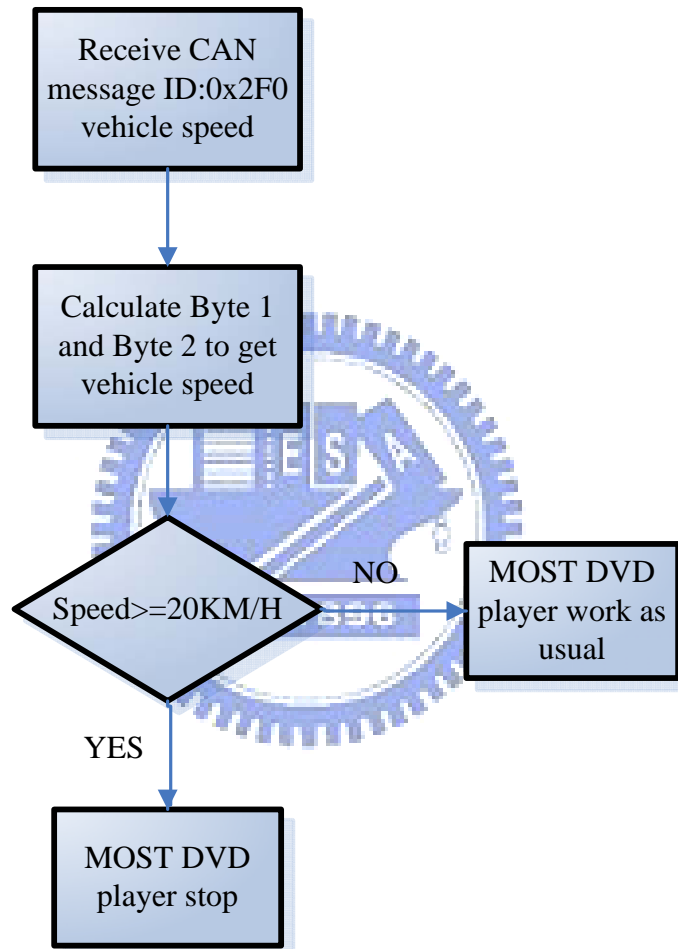 Receive CAN
message ID:0x2F0
vehicle speed
Calculate Byte 1
and Byte 2 to get
vehicle speed
E S A
Speed>=20KM/H
NO
MOST DVD
player work as
usual
YES
MOST DVD
player stop